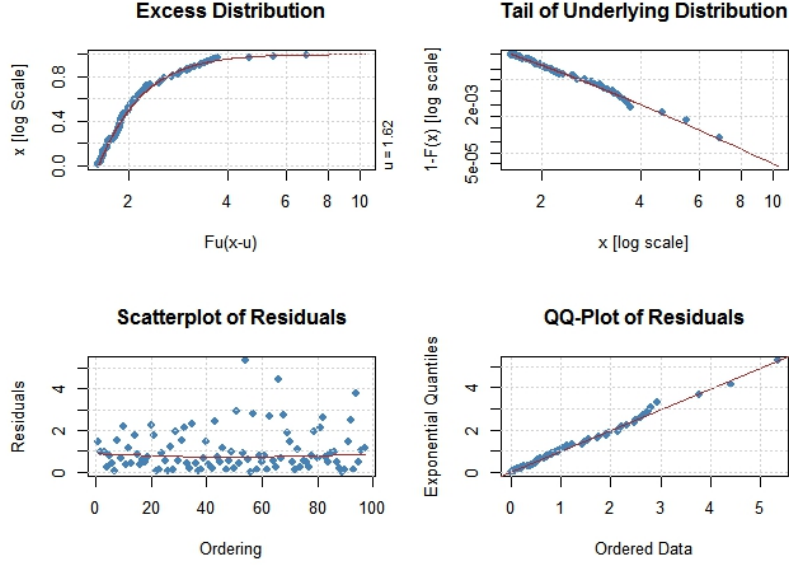 Excess Distribution
x [log Scale]
0.0 0.4 0.8
2 4 6 8 10
Fu(x-u)
u = 1.62
Tail of Underlying Distribution
1-F(x) [log scale]
5e-05 2e-03
2 4 6 8 10
x [log scale]
Scatterplot of Residuals
Residuals
0 2 4
0 20 40 60 80 100
Ordering
QQ-Plot of Residuals
Exponential Quantiles
0 2 4
0 1 2 3 4 5
Ordered Data